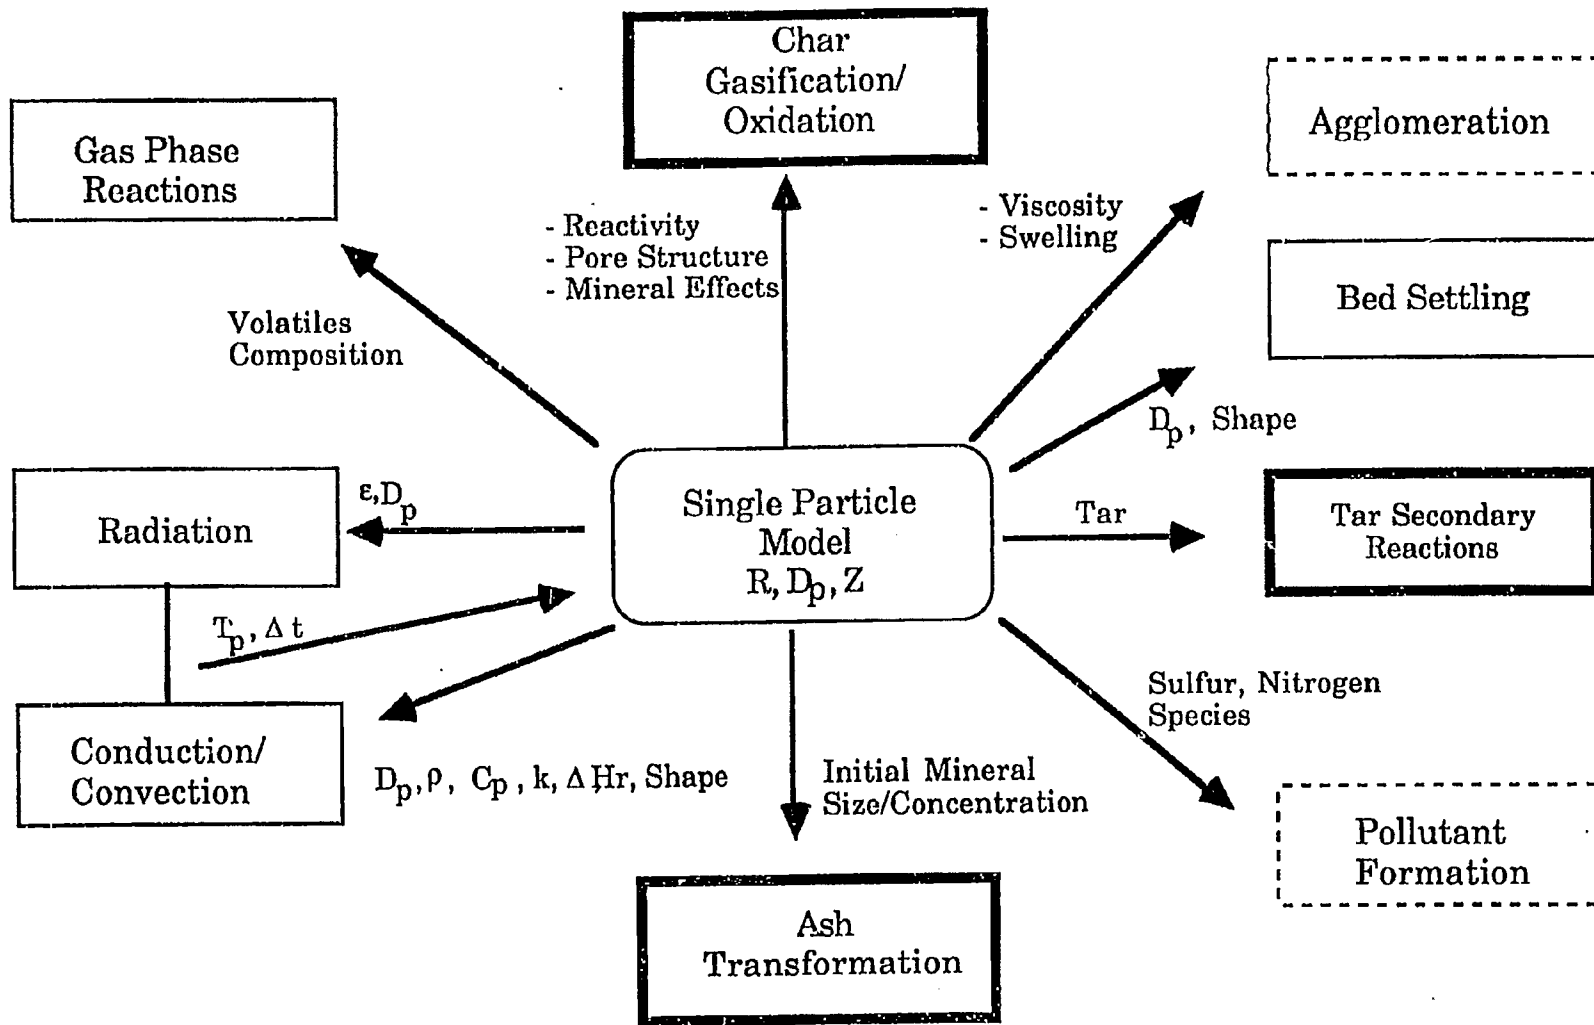 Char
Gasification/
Oxidation
Agglomeration
Gas Phase
Reactions
- Viscosity
- Swelling
- Reactivity
- Pore Structure
- Mineral Effects
Bed Settling
Volatiles
Composition
Dp, Shape
Radiation
ε,Dp
Single Particle
Model
R, Dp, Z
Tar
Tar Secondary
Reactions
Tp, Δ t
Sulfur, Nitrogen
Species
Conduction/
Convection
Dp, ρ, Cp, k, Δ Hr, Shape
Initial Mineral
Size/Concentration
Pollutant
Formation
Ash
Transformation